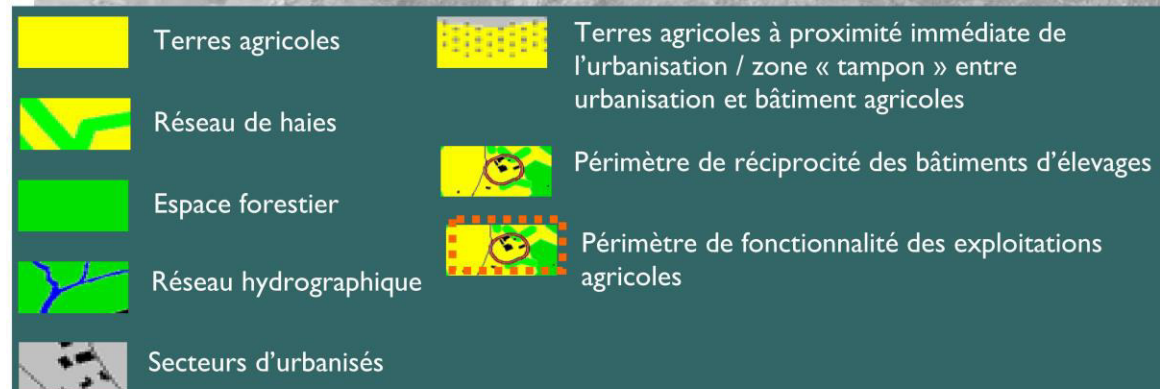 Terres agricoles
Réseau de haies
Espace forestier
Réseau hydrographique
Secteurs d'urbanisés
Terres agricoles à proximité immédiate de
l'urbanisation / zone « tampon » entre
urbanisation et bâtiment agricoles
Périmètre de réciprocité des bâtiments d'élevages
Périmètre de fonctionnalité des exploitations
agricoles